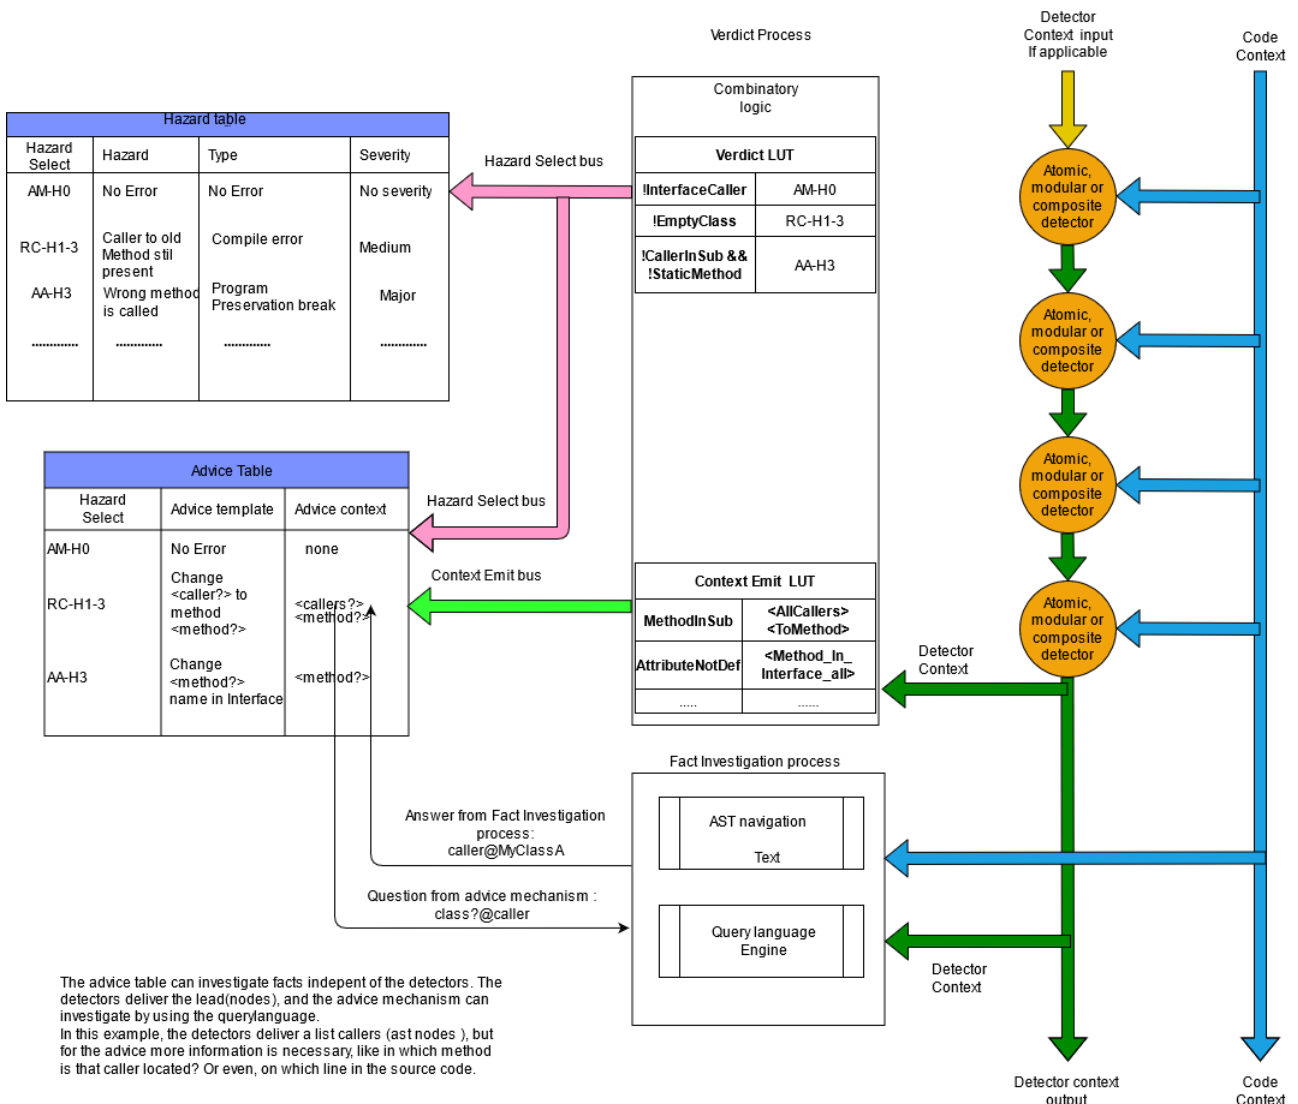 Verdict Process
Detector
Context input
If applicable
Code
Context
Hazard table
Hazard
Select
Hazard
Type
Severity
AM-H0
No Error
No Error
No severity
RC-H1-3
Caller to old
Method stil
present
Compile error
Medium
AA-H3
Wrong method
is called
Program
Preservation break
Major
.............
.............
.............
.............
Hazard Select bus
Combinatory
logic
Verdict LUT
!InterfaceCaller
AM-H0
!EmptyClass
RC-H1-3
!CallerInSub &&
!StaticMethod
AA-H3
Atomic,
modular or
composite
detector
Atomic,
modular or
composite
detector
Atomic,
modular or
composite
detector
Atomic,
modular or
composite
detector
Advice Table
Hazard
Select
Advice template
Advice context
AM-H0
No Error
none
RC-H1-3
Change
<caller?> to
method
<method?>
<callers?>
<method?>
AA-H3
Change
<method?>
name in Interface
<method?>
Hazard Select bus
Context Emit bus
Context Emit LUT
MethodInSub
<AllCallers>
<ToMethod>
AttributeNotDef
<Method_In_
Interface_all>
.....
......
Detector
Context
Fact Investigation process
AST navigation
Text
Query language
Engine
Answer from Fact Investigation
process:
caller@MyClassA
Question from advice mechanism :
class?@caller
Detector
Context
The advice table can investigate facts indepent of the detectors. The
detectors deliver the lead(nodes), and the advice mechanism can
investigate by using the querylanguage.
In this example, the detectors deliver a list callers (ast nodes ), but
for the advice more information is necessary, like in which method
is that caller located? Or even, on which line in the source code.
Detector context
output
Code
Context